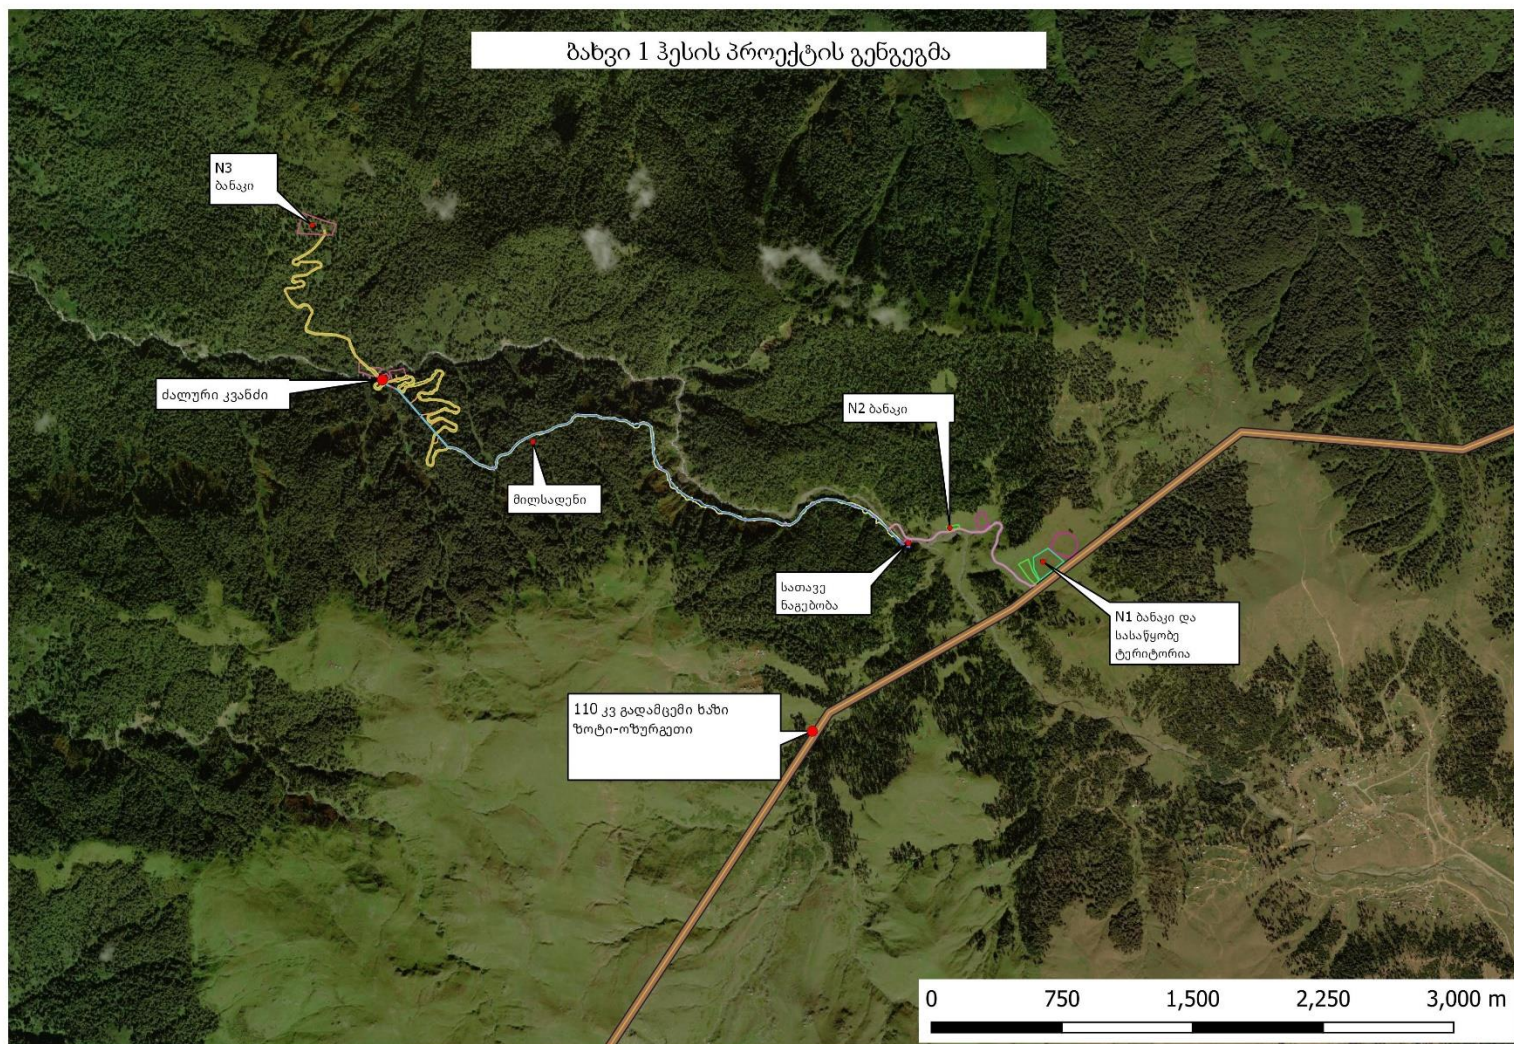 ბახვი 1 ჰესის პროექტის გენგეგმა
N3
ბანაკი
ძალური კვანძი
N2 ბანაკი
მილსადენი
სათავე
ნაგებობა
N1 ბანაკი და
სასაწყობე
ტერიტორია
110 კვ გადამცემი ხაზი
ზოტი-ოზურგეთი
0 750 1,500 2,250 3,000 m